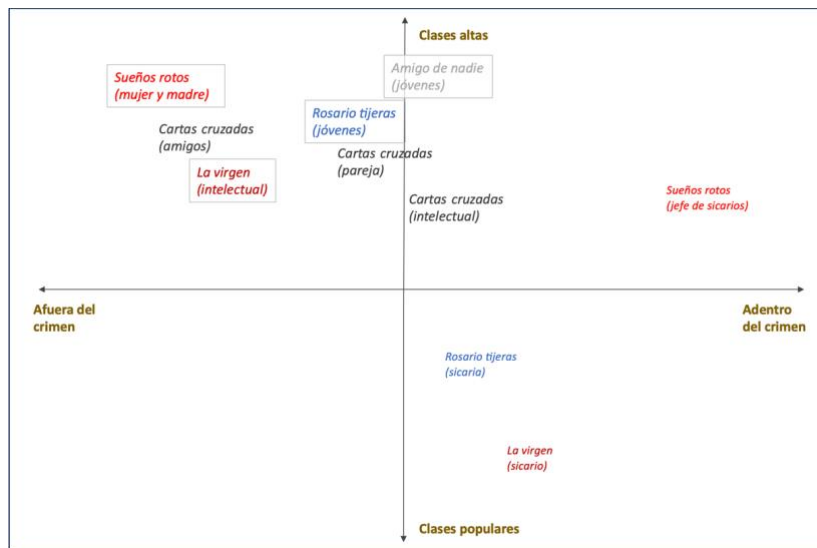 Clases altas
Sueños rotos
(mujer y madre)
Amigo de nadie
(jóvenes)
Rosario tijeras
(jóvenes)
Cartas cruzadas
(amigos)
Cartas cruzadas
(pareja)
La virgen
(intelectual)
Cartas cruzadas
(intelectual)
Sueños rotos
(jefe de sicarios)
Afuera del
crimen
Adentro
del crimen
Rosario tijeras
(sicaria)
La virgen
(sicario)
Clases populares